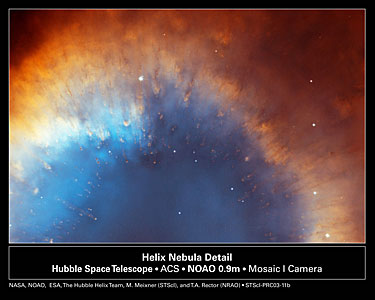 Helix Nebula Detail
Hubble Space Telescope • ACS • NOAO 0.9m • Mosaic I Camera
NASA, NOAO, ESA, The Hubble Helix Team, M. Meixner (STScI), and T.A. Rector (NRAO) • STScI-PRC03-11b